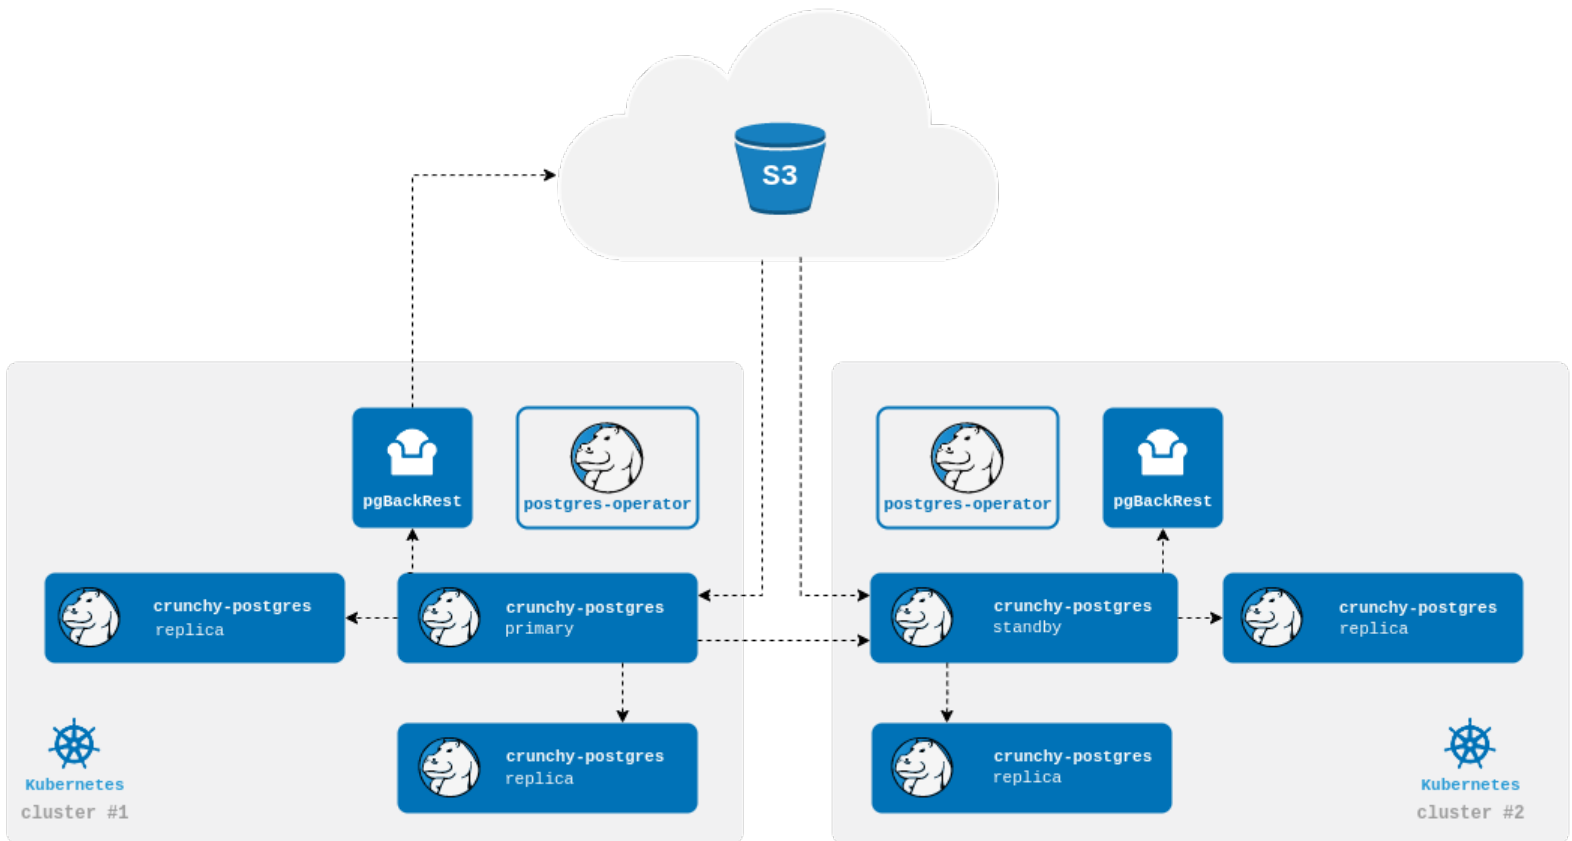 S3
pgBackRest
postgres-operator
crunchy-postgres
replica
crunchy-postgres
primary
crunchy-postgres
replica
Kubernetes
cluster #1
postgres-operator
pgBackRest
crunchy-postgres
standby
crunchy-postgres
replica
crunchy-postgres
replica
Kubernetes
cluster #2